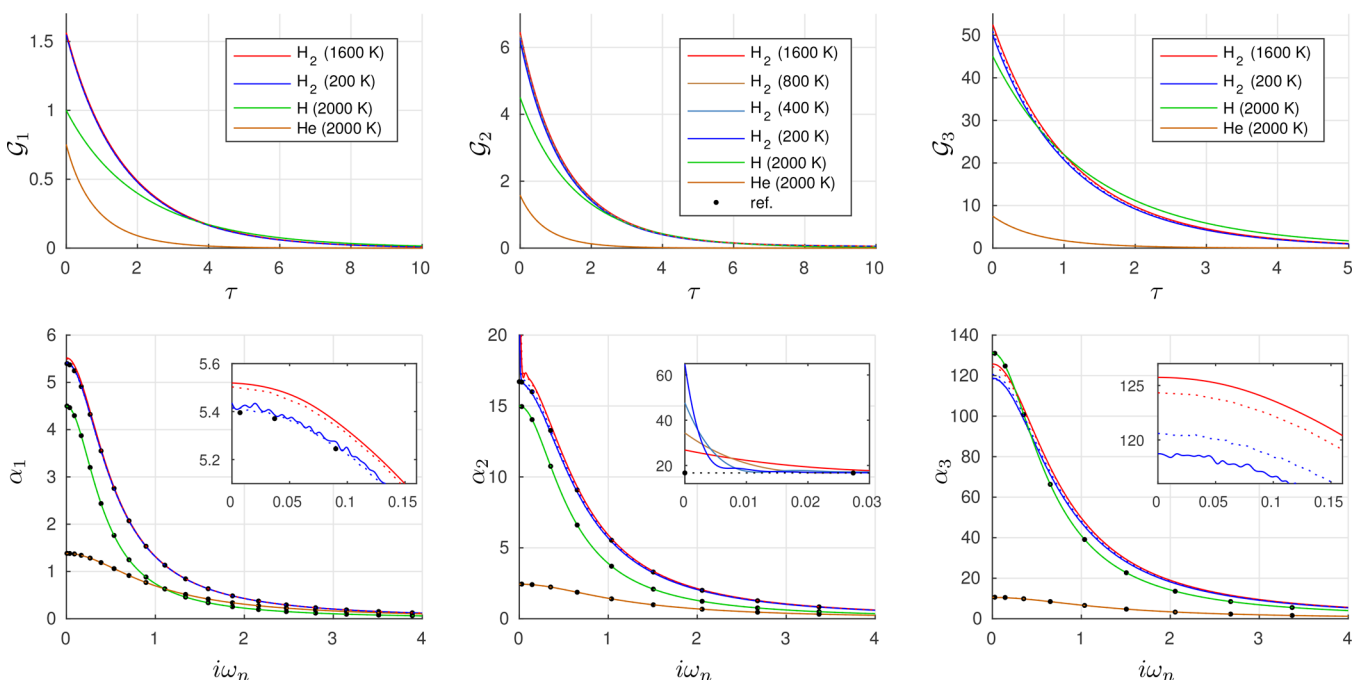 𝒢1
1.5
1
0.5
0
0 2 4 6 8 10
τ
H2 (1600 K)
H2 (200 K)
H (2000 K)
He (2000 K)
𝒢2
6
4
2
0
0 2 4 6 8 10
τ
H2 (1600 K)
H2 (800 K)
H2 (400 K)
H2 (200 K)
H (2000 K)
He (2000 K)
ref.
𝒢3
50
40
30
20
10
0
0 1 2 3 4 5
τ
H2 (1600 K)
H2 (200 K)
H (2000 K)
He (2000 K)
α1
6
5
4
3
2
1
0
0 1 2 3 4
iωn
5.6
5.4
5.2
0 0.05 0.10 0.15
α2
20
15
10
5
0
0 1 2 3 4
iωn
60
40
20
0 0.01 0.02 0.03
α3
140
120
100
80
60
40
20
0
0 1 2 3 4
iωn
125
120
0 0.05 0.10 0.15